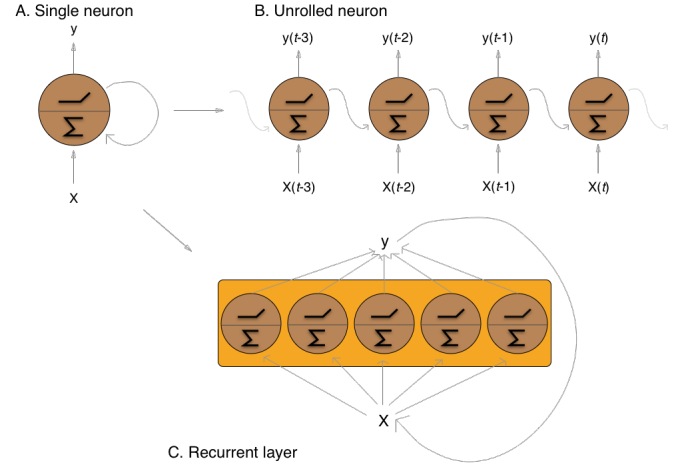 A. Single neuron
B. Unrolled neuron
y
y(t-3)
y(t-2)
y(t-1)
y(t)
Σ
Σ
Σ
Σ
Σ
X
X(t-3)
X(t-2)
X(t-1)
X(t)
y
Σ
Σ
Σ
Σ
Σ
X
C. Recurrent layer